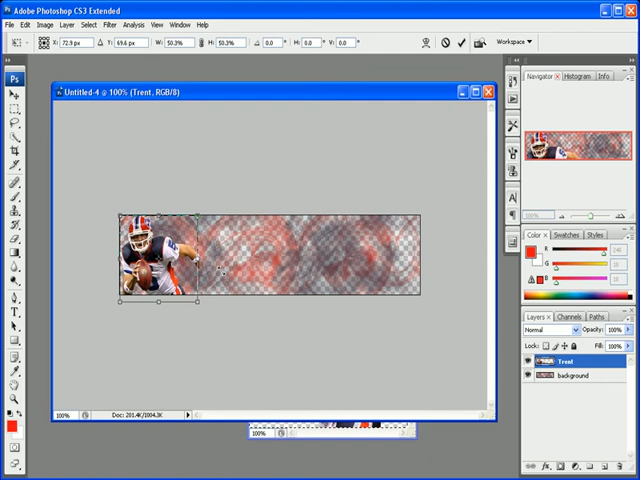 Adobe Photoshop CS3 Extended
File Edit Image Layer Select Filter Analysis View Window Help
X: 72.9 px Y: 69.6 px W: 50.3% H: 50.3% 0.0 ° H: 0.0 ° V: 0.0 ° Workspace
Ps
Untitled-4 @ 100% (Trent, RGB/8)
Navigator Histogram Info
100%
Color Swatches Styles
R
G
B
Layers Channels Paths
Normal Opacity: 100%
Lock: Fill: 100%
Trent
background
100% Doc: 201.4K/1004.3K
100%